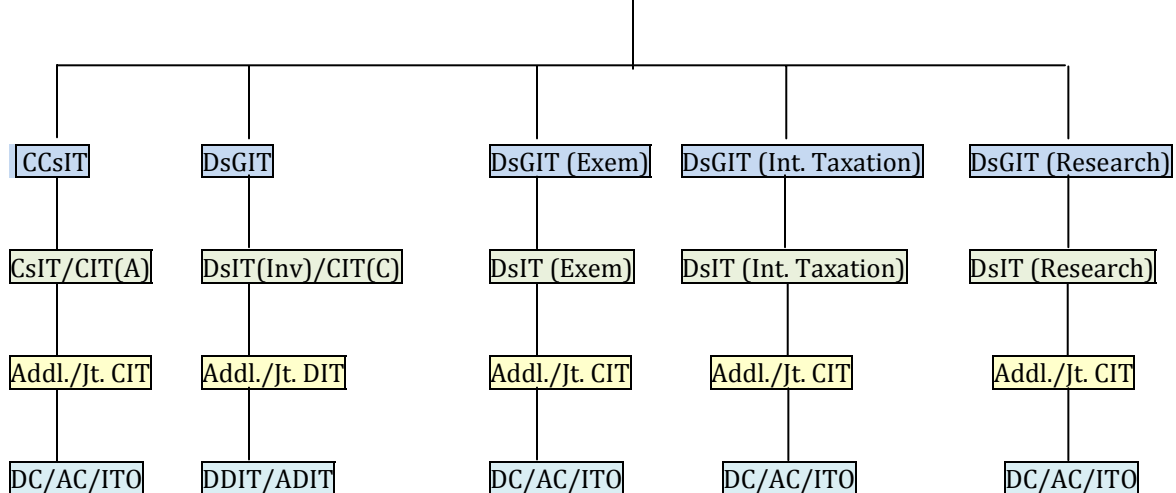 CCsIT DsGIT DsGIT (Exem) DsGIT (Int. Taxation) DsGIT (Research)
CsIT/CIT(A) DsIT(Inv)/CIT(C) DsIT (Exem) DsIT (Int. Taxation) DsIT (Research)
Addl./Jt. CIT Addl./Jt. DIT Addl./Jt. CIT Addl./Jt. CIT Addl./Jt. CIT
DC/AC/ITO DDIT/ADIT DC/AC/ITO DC/AC/ITO DC/AC/ITO